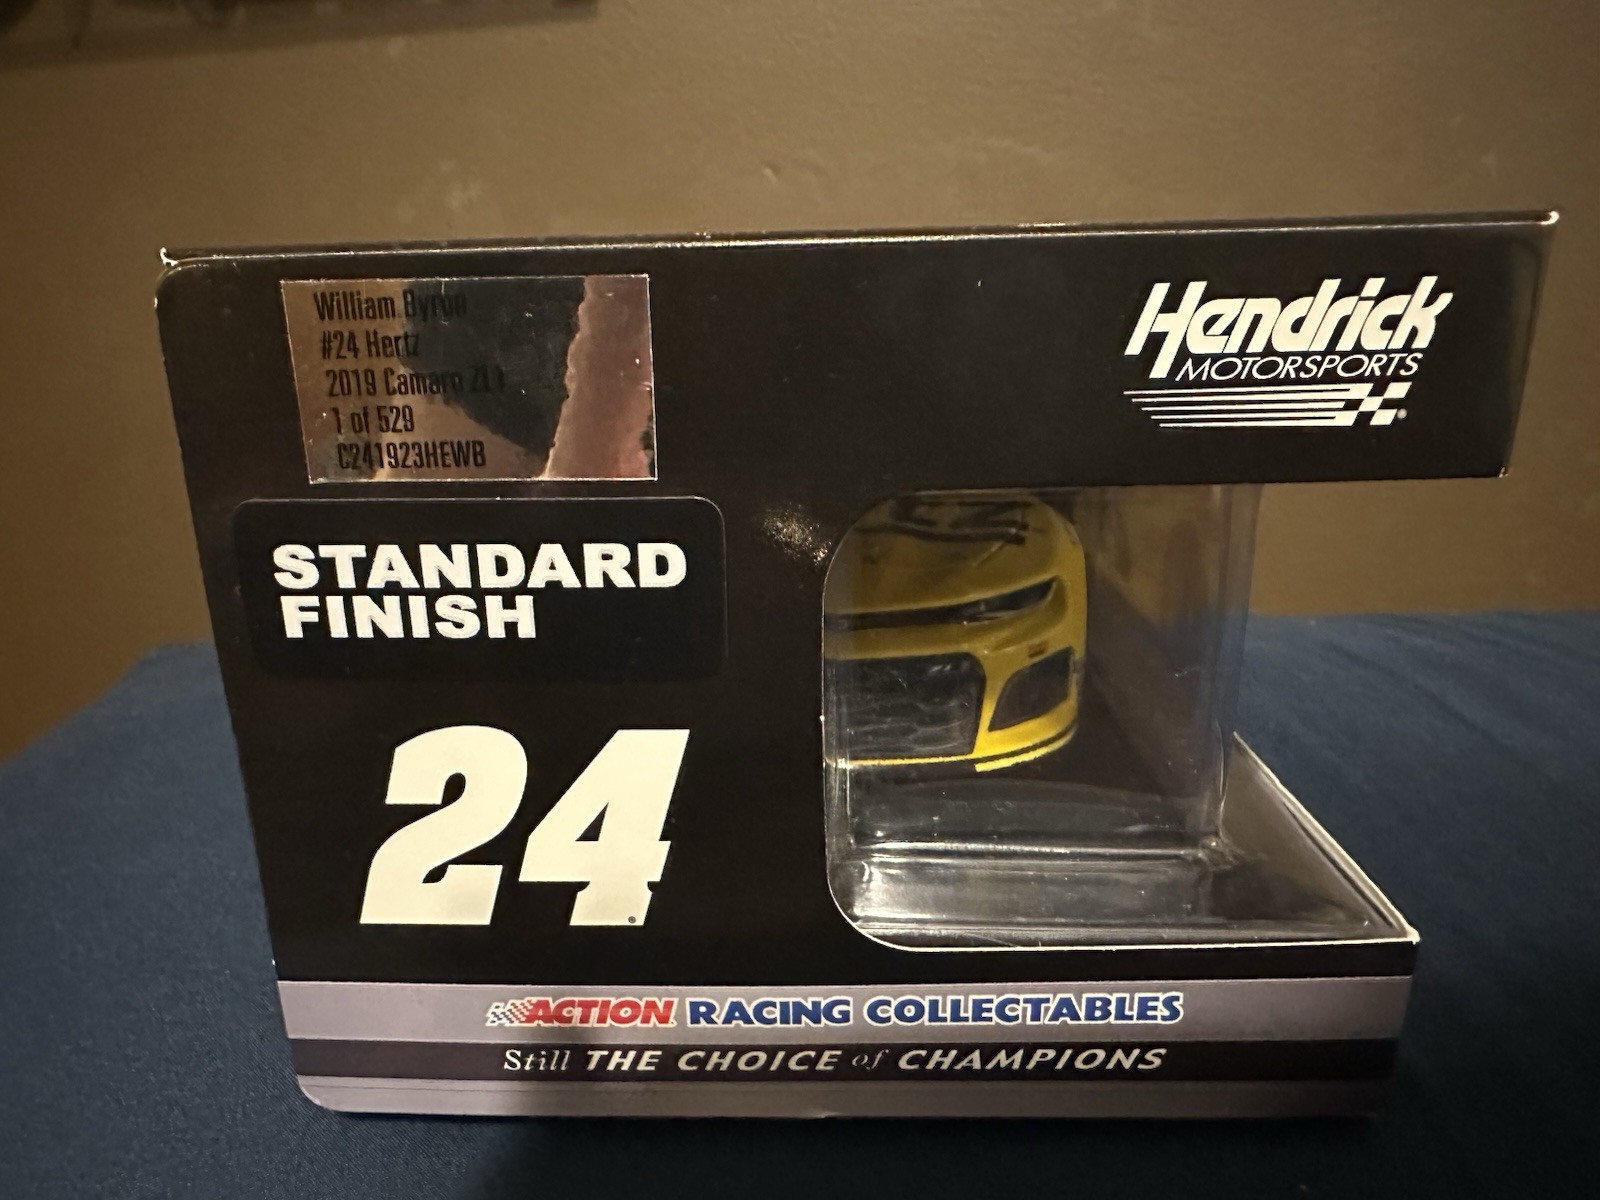 William Byron
#24 Hertz
2019 Camaro ZL1
1 of 529
C241923HEWB
Hendrick
MOTORSPORTS
STANDARD
FINISH
24
ACTION RACING COLLECTABLES
Still THE CHOICE of CHAMPIONS